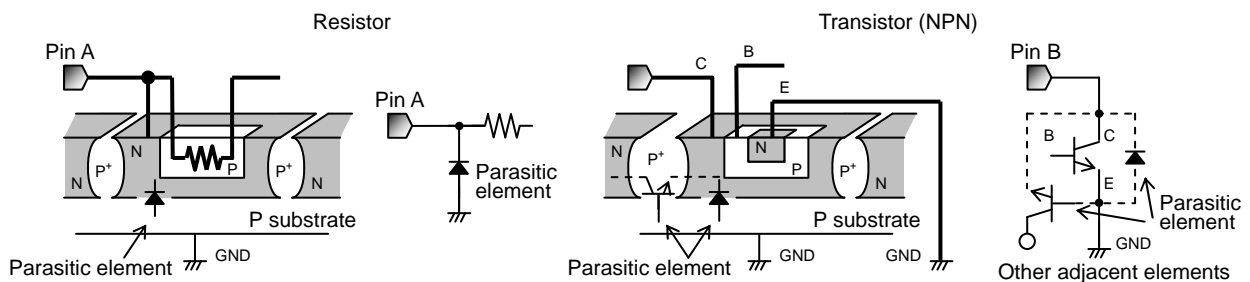 Resistor
Transistor (NPN)
Pin A
Pin A
Parasitic
element
N
P+
N
P
P+
N
P substrate
GND
Parasitic element
C
B
E
N
P+
N
P
P+
N
P substrate
GND
GND
Parasitic element
Pin B
B
C
E
Parasitic
element
GND
Other adjacent elements